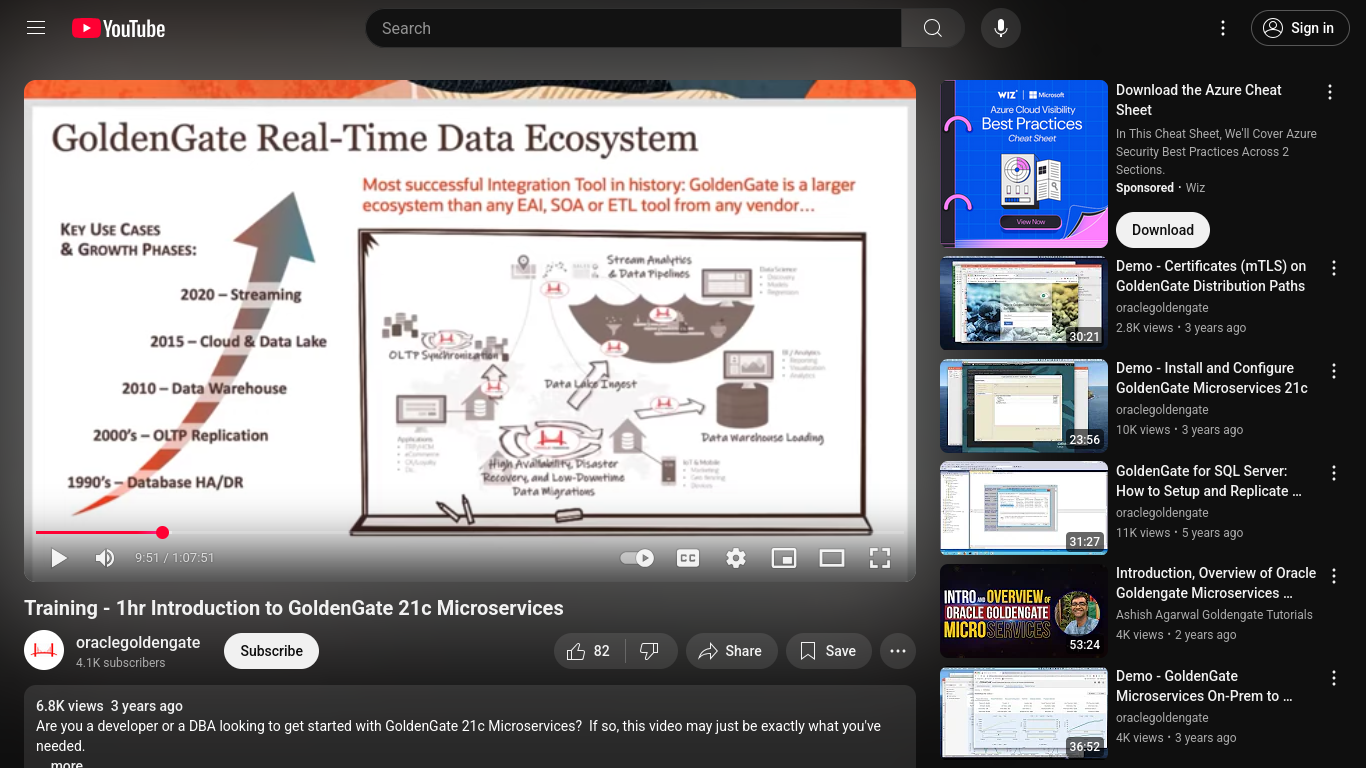 YouTube
Search
Sign in
GoldenGate Real-Time Data Ecosystem
Most successful Integration Tool in history: GoldenGate is a larger
ecosystem than any EAI, SOA or ETL tool from any vendor...
KEY USE CASES
& GROWTH PHASES:
2020 – Streaming
2015 – Cloud & Data Lake
2010 – Data Warehouse
2000's – OLTP Replication
1990's – Database HA/DR
Stream Analytics
& Data Pipelines
Data Science
OLTP Synchronization
Data Lake Ingest
Data Warehouse Loading
High Availability, Disaster
Recovery, and Low-Downtime
Data Migrations
Applications
IoT & Mobile
9:51 / 1:07:51
CC
Training - 1hr Introduction to GoldenGate 21c Microservices
oraclegoldengate
4.1K subscribers
Subscribe
82
Share
Save
6.8K views 3 years ago
Are you a developer or a DBA looking to get started with GoldenGate 21c Microservices? If so, this video may just be exactly what you've
needed.
...more
WIZ | Microsoft
Azure Cloud Visibility
Best Practices
Cheat Sheet
View Now
Download the Azure Cheat
Sheet
In This Cheat Sheet, We'll Cover Azure
Security Best Practices Across 2
Sections.
Sponsored · Wiz
Download
30:21
Demo - Certificates (mTLS) on
GoldenGate Distribution Paths
oraclegoldengate
2.8K views · 3 years ago
23:56
Demo - Install and Configure
GoldenGate Microservices 21c
oraclegoldengate
10K views · 3 years ago
31:27
GoldenGate for SQL Server:
How to Setup and Replicate ...
oraclegoldengate
11K views · 5 years ago
INTRO AND OVERVIEW OF
ORACLE GOLDENGATE
MICROSERVICES
53:24
Introduction, Overview of Oracle
Goldengate Microservices ...
Ashish Agarwal Goldengate Tutorials
4K views · 2 years ago
36:52
Demo - GoldenGate
Microservices On-Prem to ...
oraclegoldengate
4K views · 3 years ago